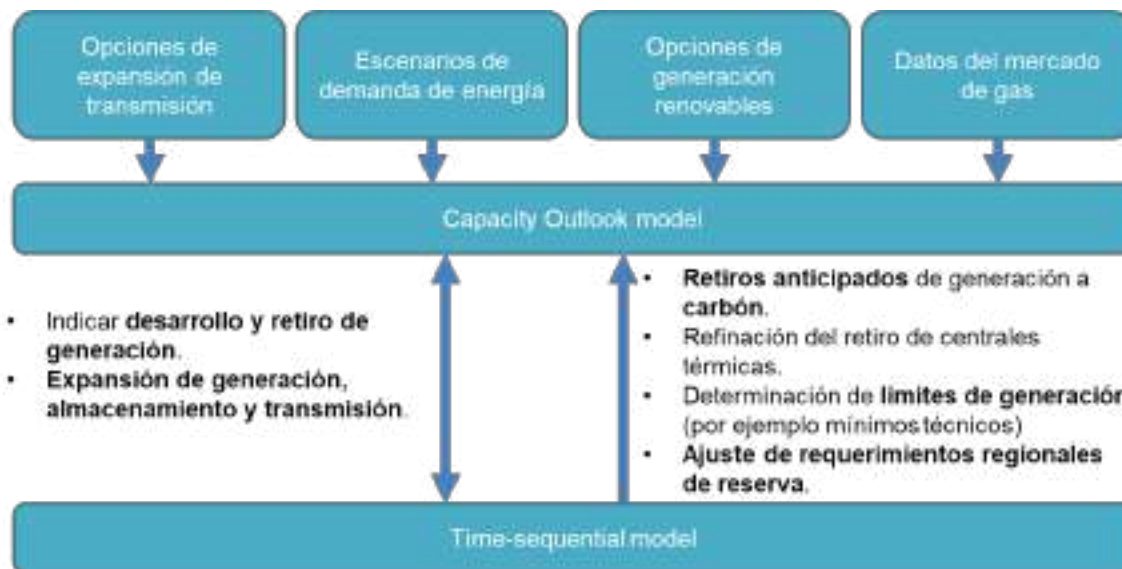 Opciones de
expansión de
transmisión
Escenarios de
demanda de energía
Opciones de
generación
renovables
Datos del mercado
de gas
Capacity Outlook model
• Indicar desarrollo y retiro de
generación.
• Expansión de generación,
almacenamiento y transmisión.
• Retiros anticipados de generación a
carbón.
• Refinación del retiro de centrales
térmicas.
• Determinación de límites de generación
(por ejemplo mínimos técnicos)
• Ajuste de requerimientos regionales
de reserva.
Time-sequential model